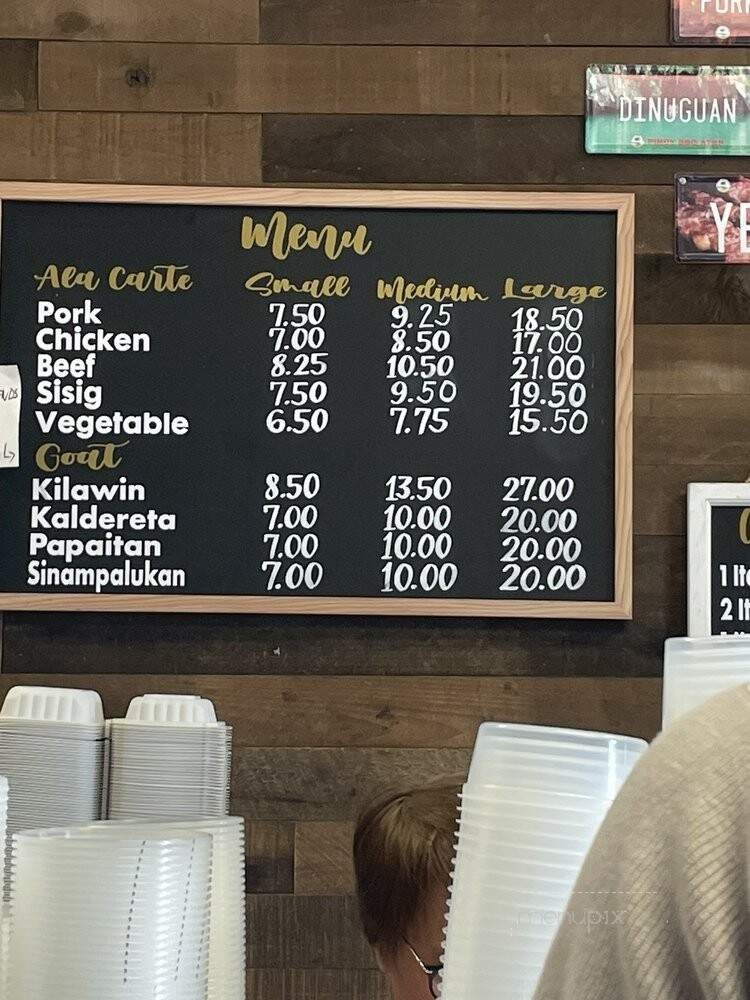 DINUGUAN
Menu
Ala Carte Small Medium Large
Pork 7.50 9.25 18.50
Chicken 7.00 8.50 17.00
Beef 8.25 10.50 21.00
Sisig 7.50 9.50 19.50
Vegetable 6.50 7.75 15.50
Goat
Kilawin 8.50 13.50 27.00
Kaldereta 7.00 10.00 20.00
Papaitan 7.00 10.00 20.00
Sinampalukan 7.00 10.00 20.00
1
2
menupix